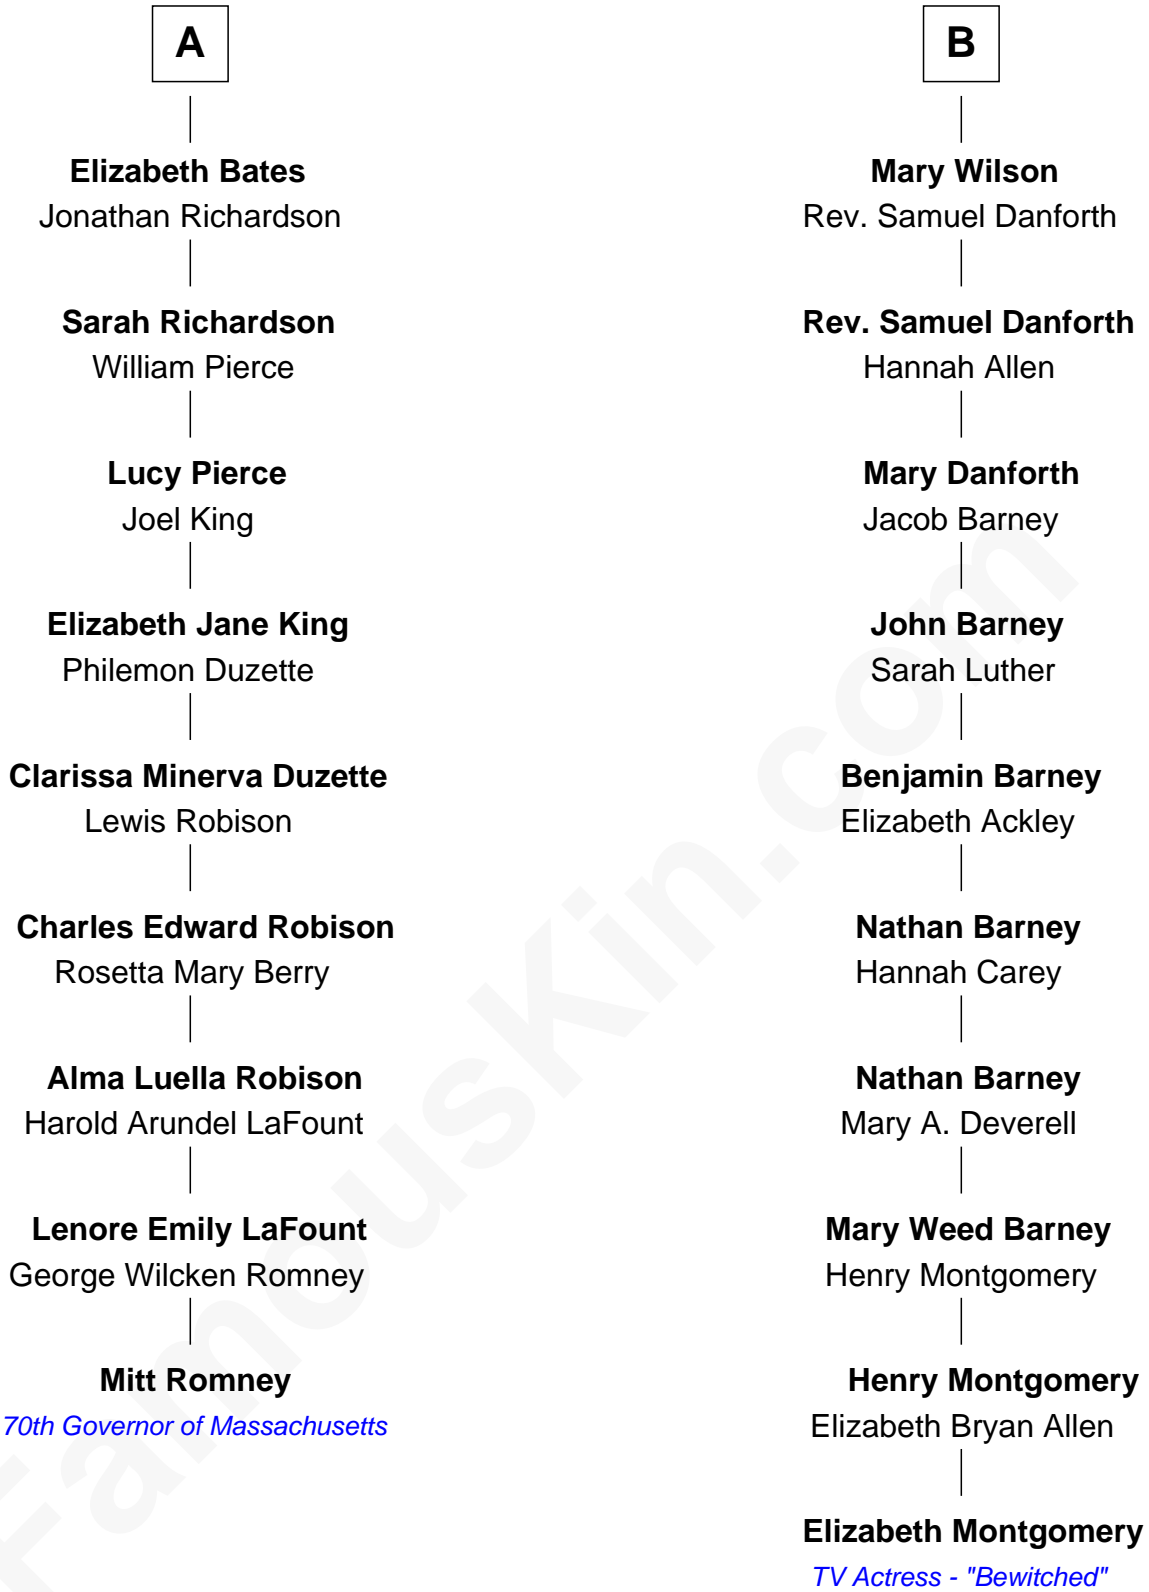 A
Elizabeth Bates
Jonathan Richardson
Sarah Richardson
William Pierce
Lucy Pierce
Joel King
Elizabeth Jane King
Philemon Duzette
Clarissa Minerva Duzette
Lewis Robison
Charles Edward Robison
Rosetta Mary Berry
Alma Luella Robison
Harold Arundel LaFount
Lenore Emily LaFount
George Wilcken Romney
Mitt Romney
70th Governor of Massachusetts
B
Mary Wilson
Rev. Samuel Danforth
Rev. Samuel Danforth
Hannah Allen
Mary Danforth
Jacob Barney
John Barney
Sarah Luther
Benjamin Barney
Elizabeth Ackley
Nathan Barney
Hannah Carey
Nathan Barney
Mary A. Deverell
Mary Weed Barney
Henry Montgomery
Henry Montgomery
Elizabeth Bryan Allen
Elizabeth Montgomery
TV Actress - "Bewitched"
FamousKin.com